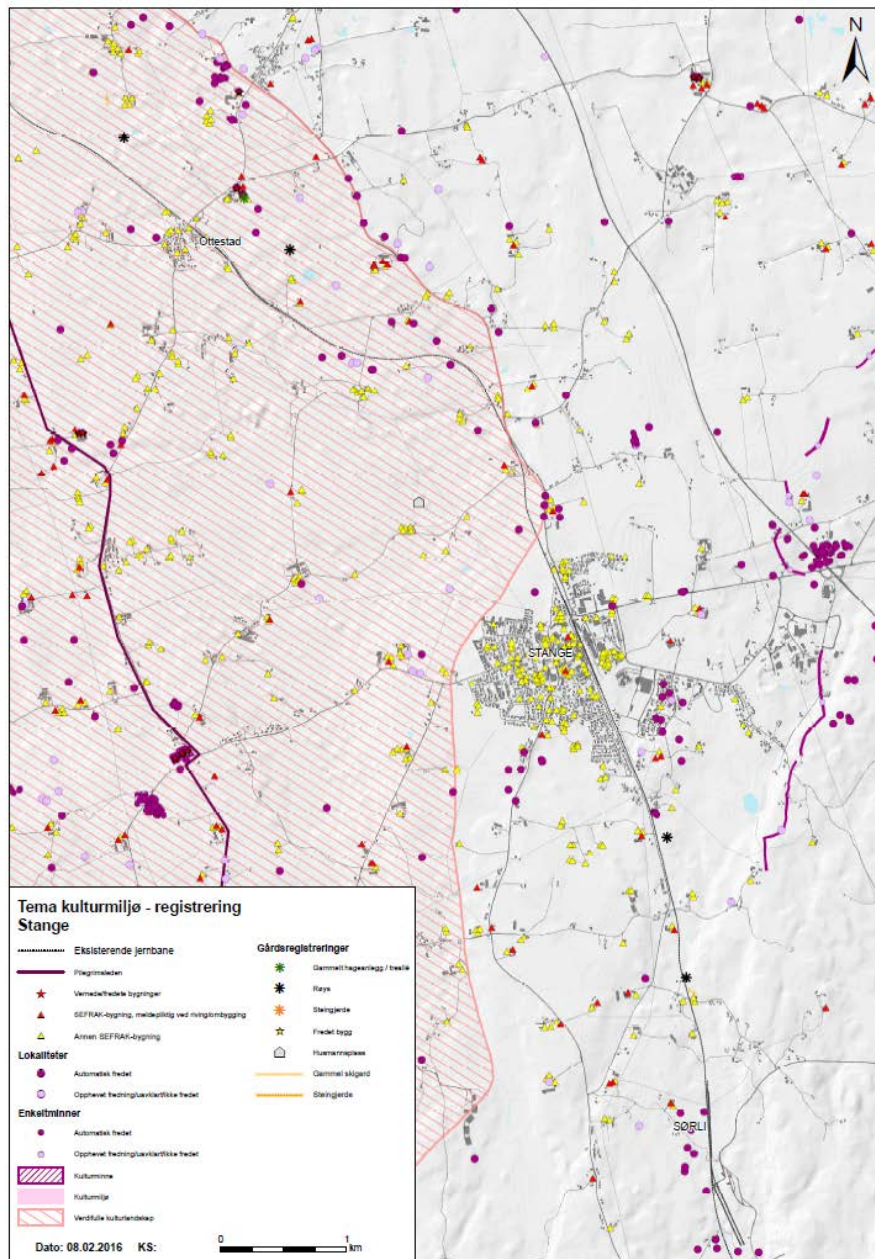 N
Ottestad
STANGE
SØRLI
Tema kulturmiljø - registrering
Stange
Eksisterende jernbane
Pilegrimsleden
Vernede/fredete bygninger
SEFRAK-bygning, meldepliktig ved riving/ombygging
Annen SEFRAK-bygning
Lokaliteter
Automatisk fredet
Opphevet fredning/uavklart/ikke fredet
Enkeltminner
Automatisk fredet
Opphevet fredning/uavklart/ikke fredet
Kulturminne
Kulturmiljø
Verdifulle kulturlandskap
Gårdsregistreringer
Gammelt hageanlegg / treallé
Røys
Steingjerde
Fredet bygg
Husmannsplass
Gammel skigard
Steingjerde
Dato: 08.02.2016 KS:
0 1
km